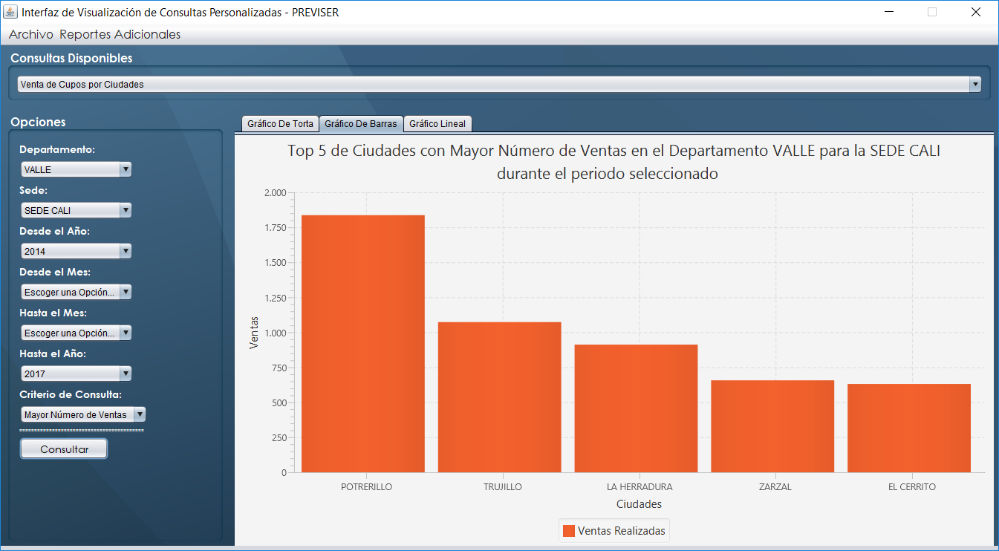 Interfaz de Visualización de Consultas Personalizadas - PREVISER
Archivo Reportes Adicionales
Consultas Disponibles
Venta de Cupos por Ciudades
Opciones
Departamento:
VALLE
Sede:
SEDE CALI
Desde el Año:
2014
Desde el Mes:
Escoger una Opción...
Hasta el Mes:
Escoger una Opción...
Hasta el Año:
2017
Criterio de Consulta:
Mayor Número de Ventas
Consultar
Gráfico De Torta Gráfico De Barras Gráfico Lineal
Top 5 de Ciudades con Mayor Número de Ventas en el Departamento VALLE para la SEDE CALI
durante el periodo seleccionado
2.000
1.750
1.500
1.250
1.000
750
500
250
0
Ventas
POTRERILLO TRUJILLO LA HERRADURA ZARZAL EL CERRITO
Ciudades
Ventas Realizadas